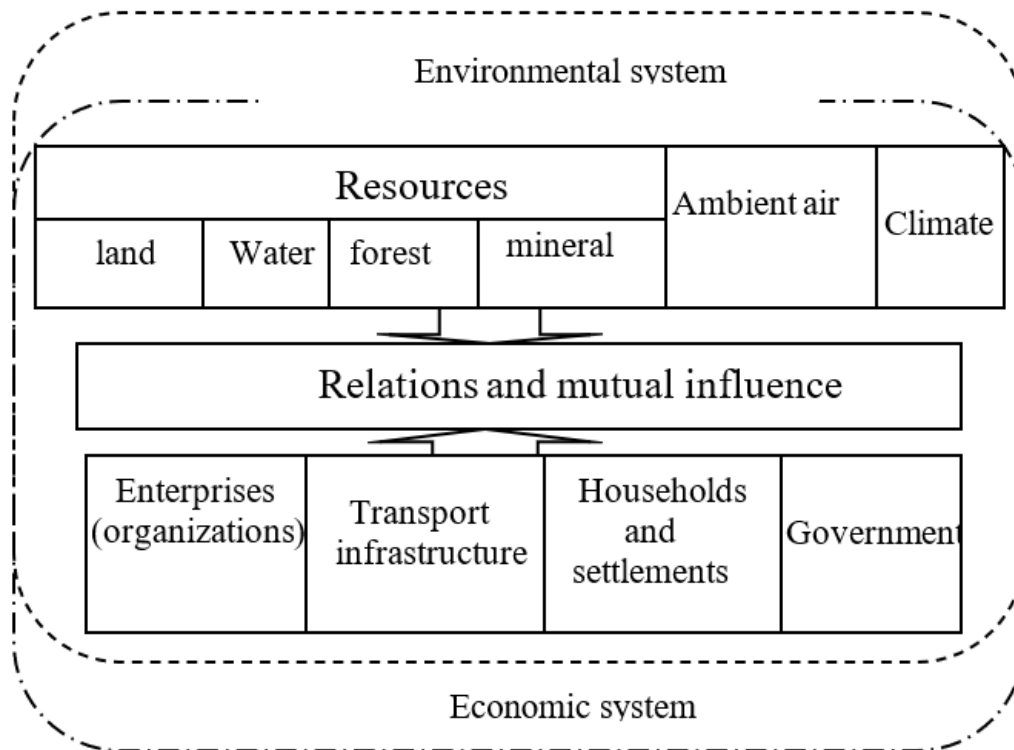 Environmental system
Resources
Ambient air
Climate
land
Water
forest
mineral
Relations and mutual influence
Enterprises
(organizations)
Transport
infrastructure
Households
and
settlements
Government
Economic system